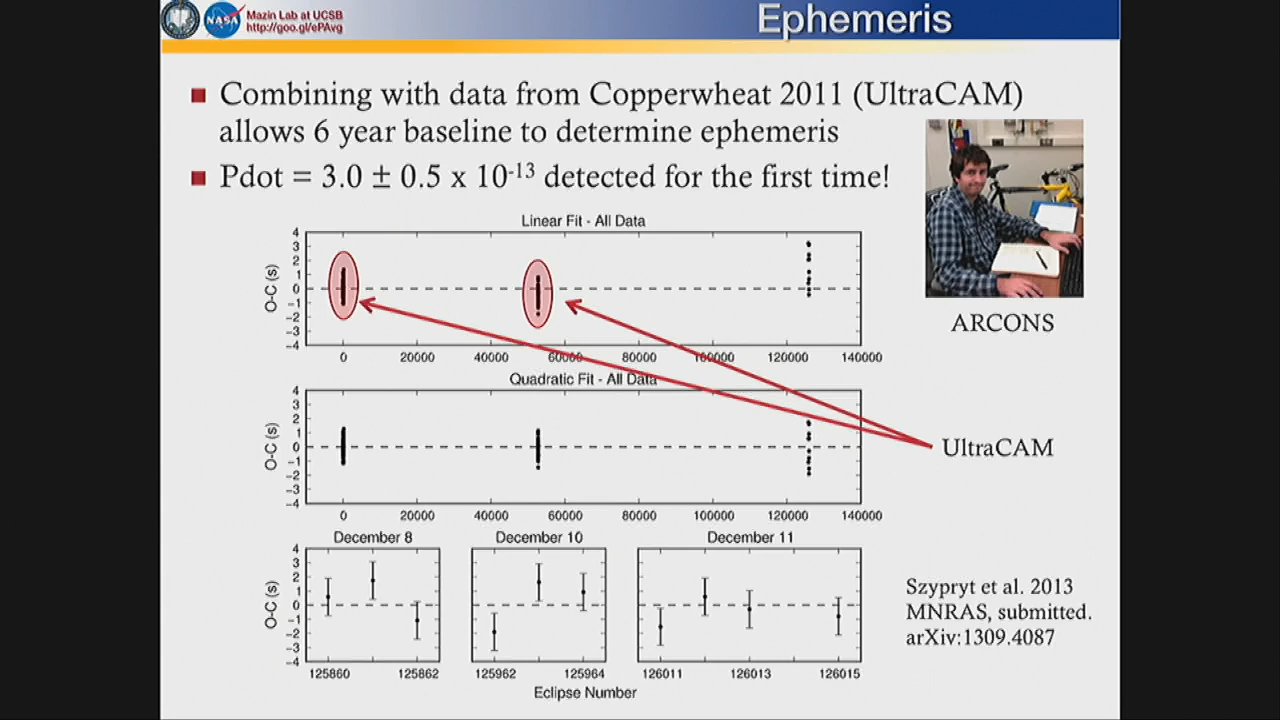 Mazin Lab at UCSB
http://goo.gl/ePAvg
NASA
Ephemeris
Combining with data from Copperwheat 2011 (UltraCAM)
allows 6 year baseline to determine ephemeris
Pdot = 3.0 ± 0.5 x 10⁻¹³ detected for the first time!
ARCONS
Linear Fit - All Data
O-C (s)
4
3
2
1
0
−1
−2
−3
−4
0 20000 40000 60000 80000 100000 120000 140000
Quadratic Fit - All Data
O-C (s)
4
3
2
1
0
−1
−2
−3
−4
0 20000 40000 60000 80000 100000 120000 140000
UltraCAM
December 8 December 10 December 11
O-C (s)
4
3
2
1
0
−1
−2
−3
−4
125860 125862 125962 125964 126011 126013 126015
Eclipse Number
Szypryt et al. 2013
MNRAS, submitted.
arXiv:1309.4087